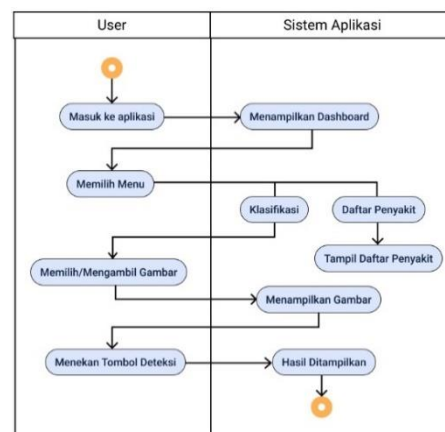 User
Sistem Aplikasi
Masuk ke aplikasi
Menampilkan Dashboard
Memilih Menu
Klasifikasi
Daftar Penyakit
Tampil Daftar Penyakit
Memilih/Mengambil Gambar
Menampilkan Gambar
Menekan Tombol Deteksi
Hasil Ditampilkan